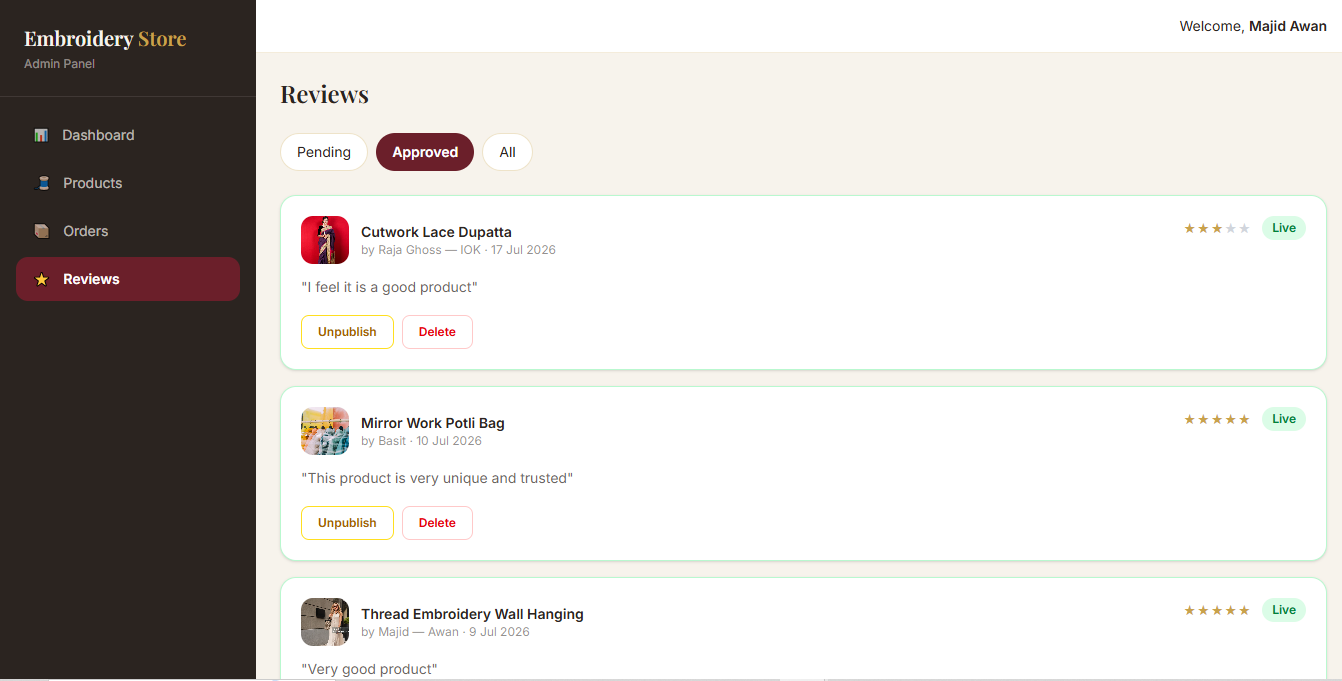 Embroidery Store
Admin Panel
Dashboard
Products
Orders
Reviews
Welcome, Majid Awan
Reviews
Pending
Approved
All
Cutwork Lace Dupatta
by Raja Ghoss — IOK · 17 Jul 2026
★★★★★
Live
"I feel it is a good product"
Unpublish
Delete
Mirror Work Potli Bag
by Basit · 10 Jul 2026
★★★★★
Live
"This product is very unique and trusted"
Unpublish
Delete
Thread Embroidery Wall Hanging
by Majid — Awan · 9 Jul 2026
★★★★★
Live
"Very good product"